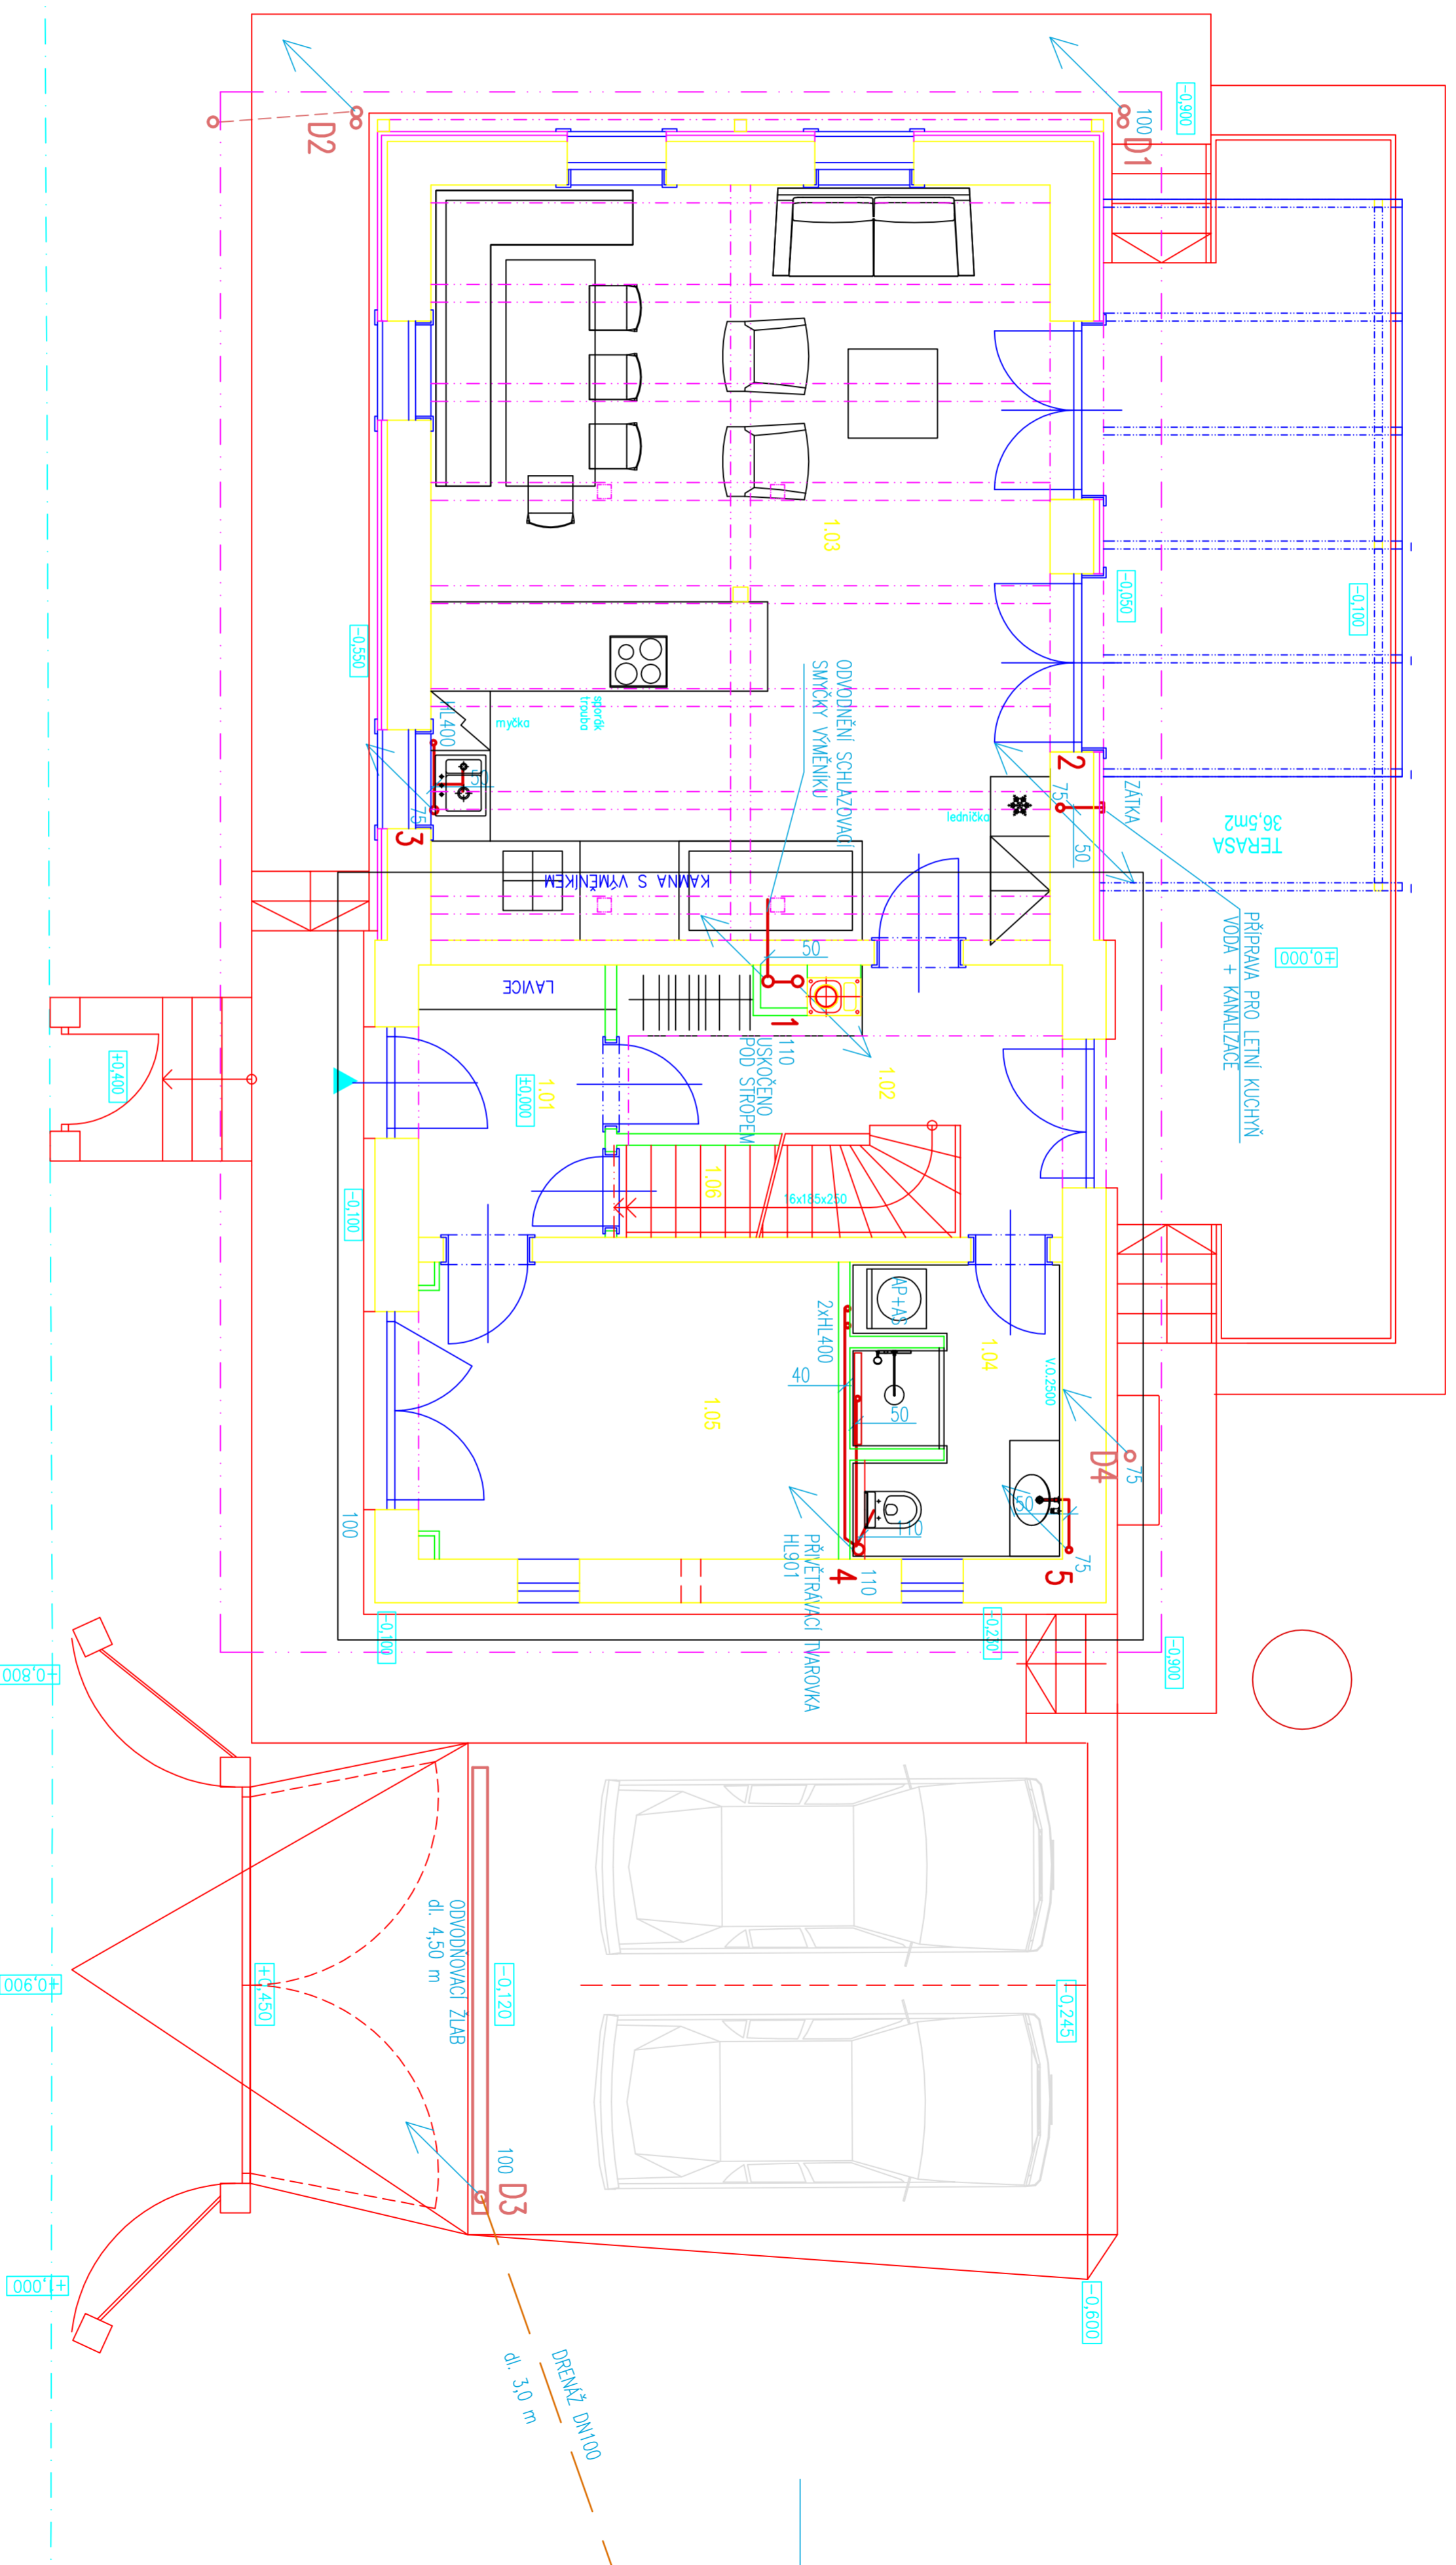 -0,900
100
D1
D2
1.03
-0,050
-0,100
-0,550
ODVODNĚNÍ SCHLAZOVACÍ
SMYČKY VÝMĚNÍKU
sporák
trouba
myčka
HL400
50
75
3
2
75
50
ZÁTKA
TERASA
36,5m2
lednička
KAMNA S VÝMĚNÍKEM
PŘÍPRAVA PRO LETNÍ KUCHYŇ
VODA + KANALIZACE
±0,000
50
LAVICE
1
110
USKOČENO
POD STROPEM
1.02
1.01
±0,000
+0,400
1.06
16x185x250
-0,100
AP+AS
2xHL400
1.04
V.O.2500
40
50
1.05
D4
75
50
110
100
PŘIVĚTRÁVACÍ TVAROVKA
HL901
4
110
5
75
-0,100
-0,230
-0,900
+0,800
ODVODŇOVACÍ ŽLAB
dl. 4,50 m
-0,120
+0,450
+0,900
-0,245
100
D3
+1,000
-0,600
DRENÁŽ DN100
dl. 3,0 m